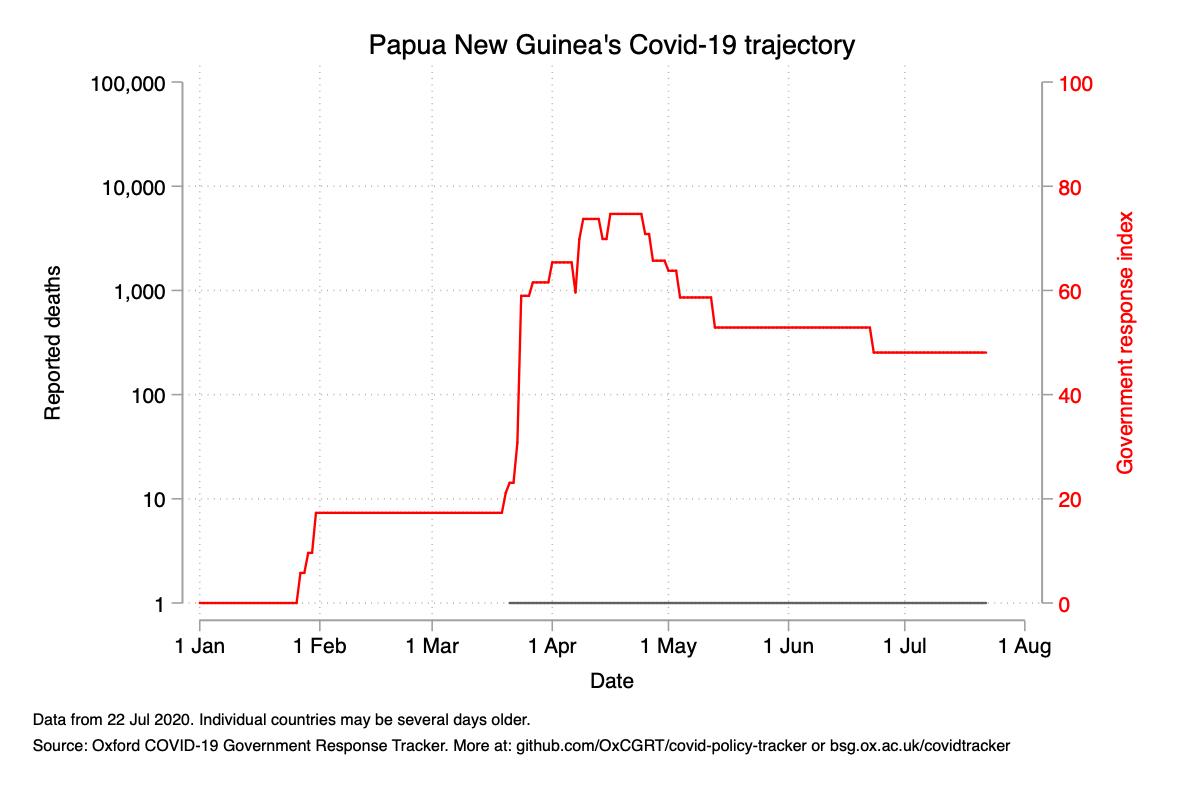 Papua New Guinea's Covid-19 trajectory
100,000
10,000
1,000
100
10
1
Reported deaths
100
80
60
40
20
0
Government response index
1 Jan 1 Feb 1 Mar 1 Apr 1 May 1 Jun 1 Jul 1 Aug
Date
Data from 22 Jul 2020. Individual countries may be several days older.
Source: Oxford COVID-19 Government Response Tracker. More at: github.com/OxCGRT/covid-policy-tracker or bsg.ox.ac.uk/covidtracker